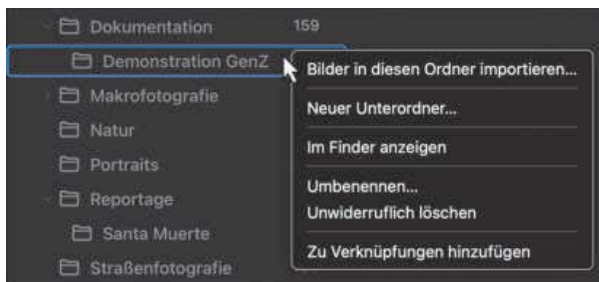 Dokumentation 159
Demonstration GenZ
Bilder in diesen Ordner importieren...
Makrofotografie
Neuer Unterordner...
Natur
Im Finder anzeigen
Portraits
Umbenennen...
Reportage
Unwiderruflich löschen
Santa Muerte
Zu Verknüpfungen hinzufügen
Straßenfotografie